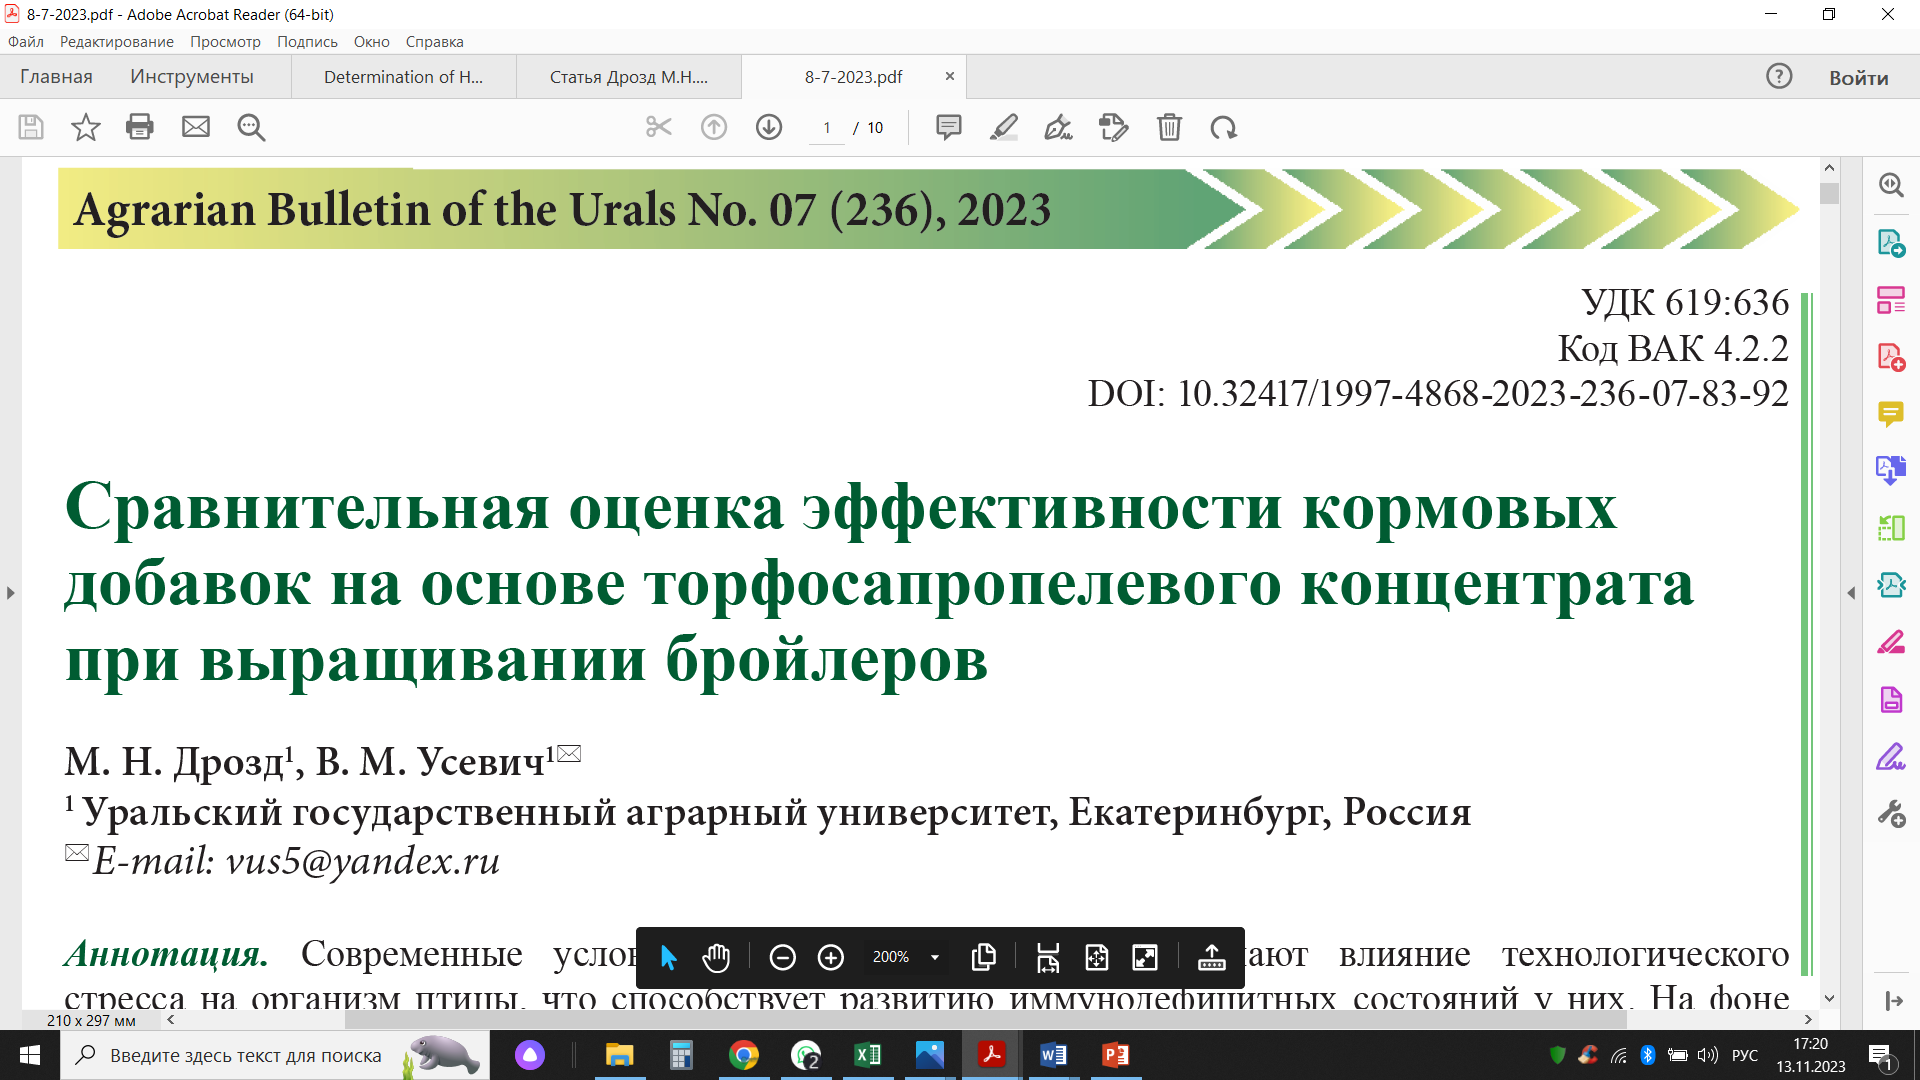 8-7-2023.pdf - Adobe Acrobat Reader (64-bit)
Файл Редактирование Просмотр Подпись Окно Справка
Главная Инструменты Determination of H... Статья Дрозд М.Н.... 8-7-2023.pdf Войти
1 / 10
Agrarian Bulletin of the Urals No. 07 (236), 2023
УДК 619:636
Код ВАК 4.2.2
DOI: 10.32417/1997-4868-2023-236-07-83-92
Сравнительная оценка эффективности кормовых
добавок на основе торфосапропелевого концентрата
при выращивании бройлеров
М. Н. Дрозд¹, В. М. Усевич¹
¹ Уральский государственный аграрный университет, Екатеринбург, Россия
E-mail: vus5@yandex.ru
Аннотация. Современные влияние технологического
стресса на организм птицы, что способствует развитию иммунодефицитных состояний у них. На фоне
200%
210 x 297 мм
Введите здесь текст для поиска
2
РУС
17:20
13.11.2023
1